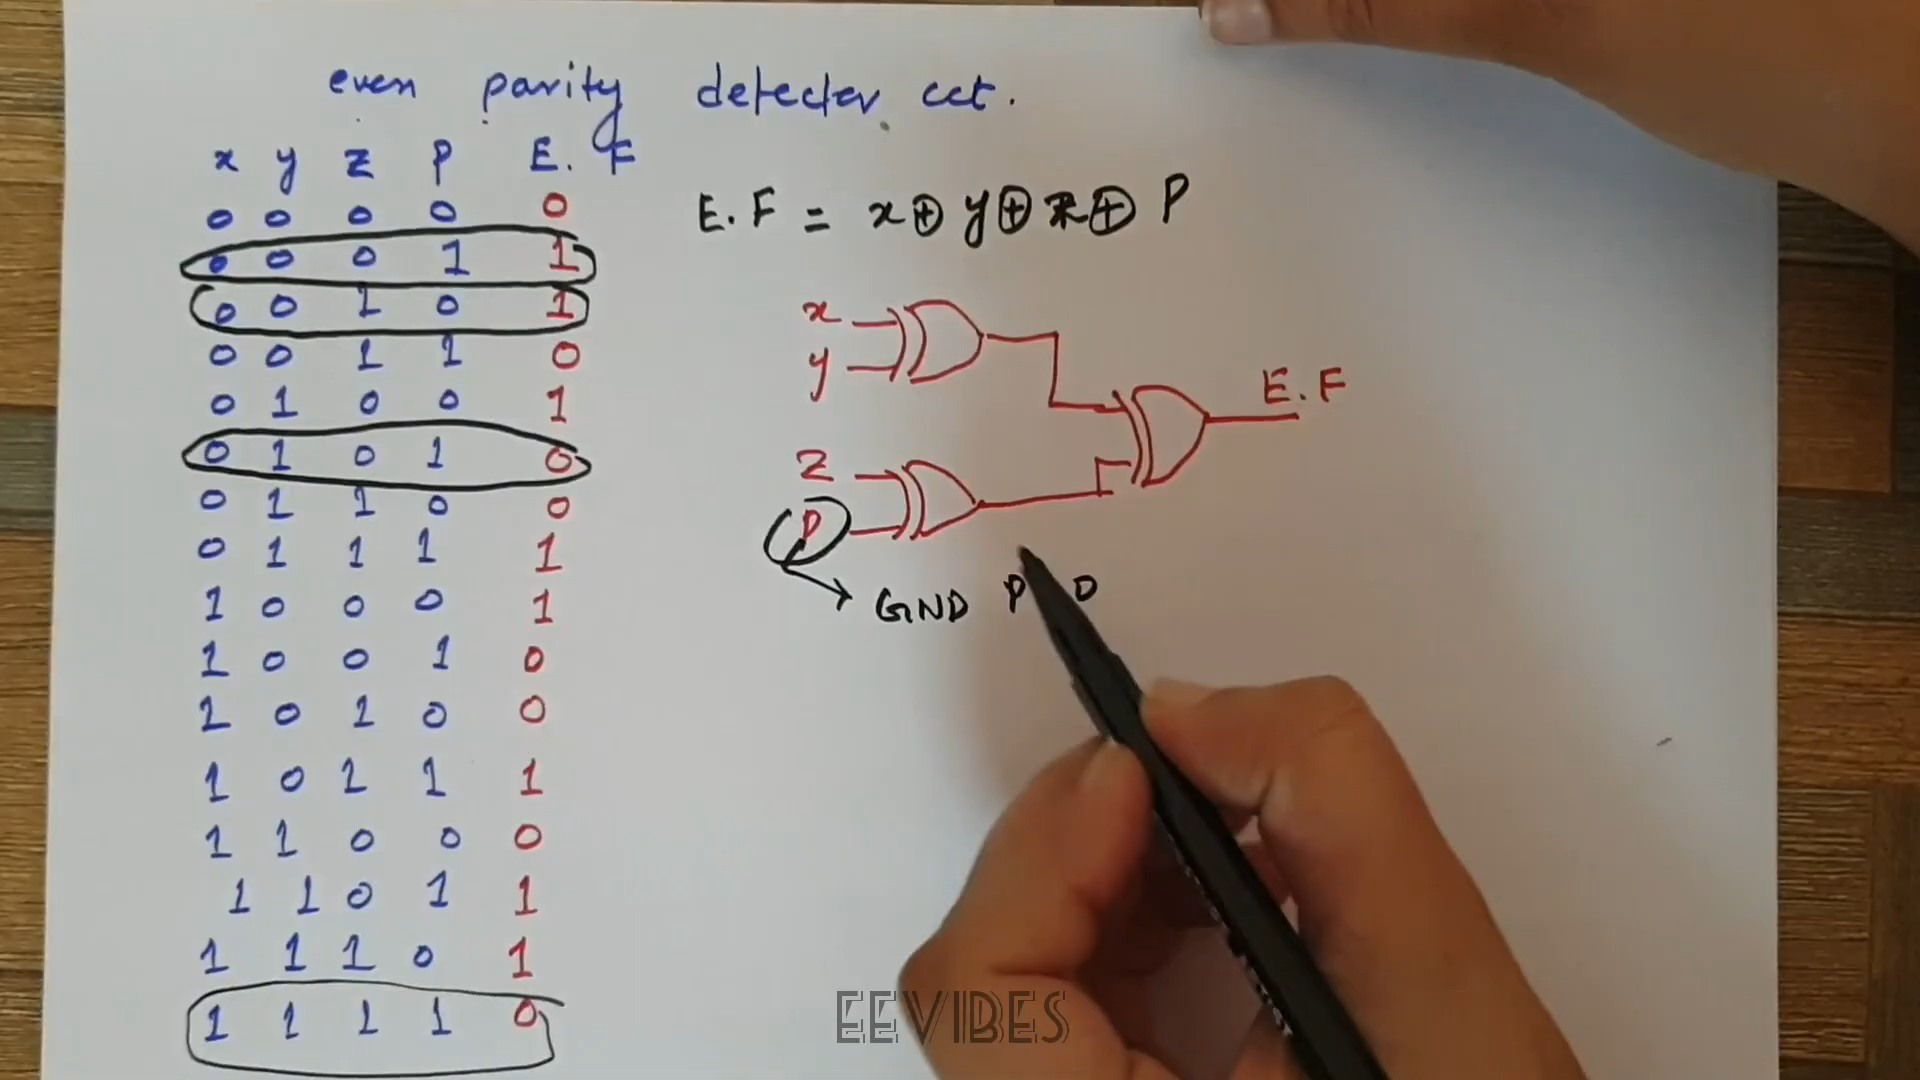 even parity detecter cct.
x y z P E.F
0 0 0 0 0
0 0 0 1 1
0 0 1 0 1
0 0 1 1 0
0 1 0 0 1
0 1 0 1 0
0 1 1 0 0
0 1 1 1 1
1 0 0 0 1
1 0 0 1 0
1 0 1 0 0
1 0 1 1 1
1 1 0 0 0
1 1 0 1 1
1 1 1 0 1
1 1 1 1 0
E.F = x⊕y⊕z⊕P
x
y
E.F
z
P
GND P 0
EEVIBES